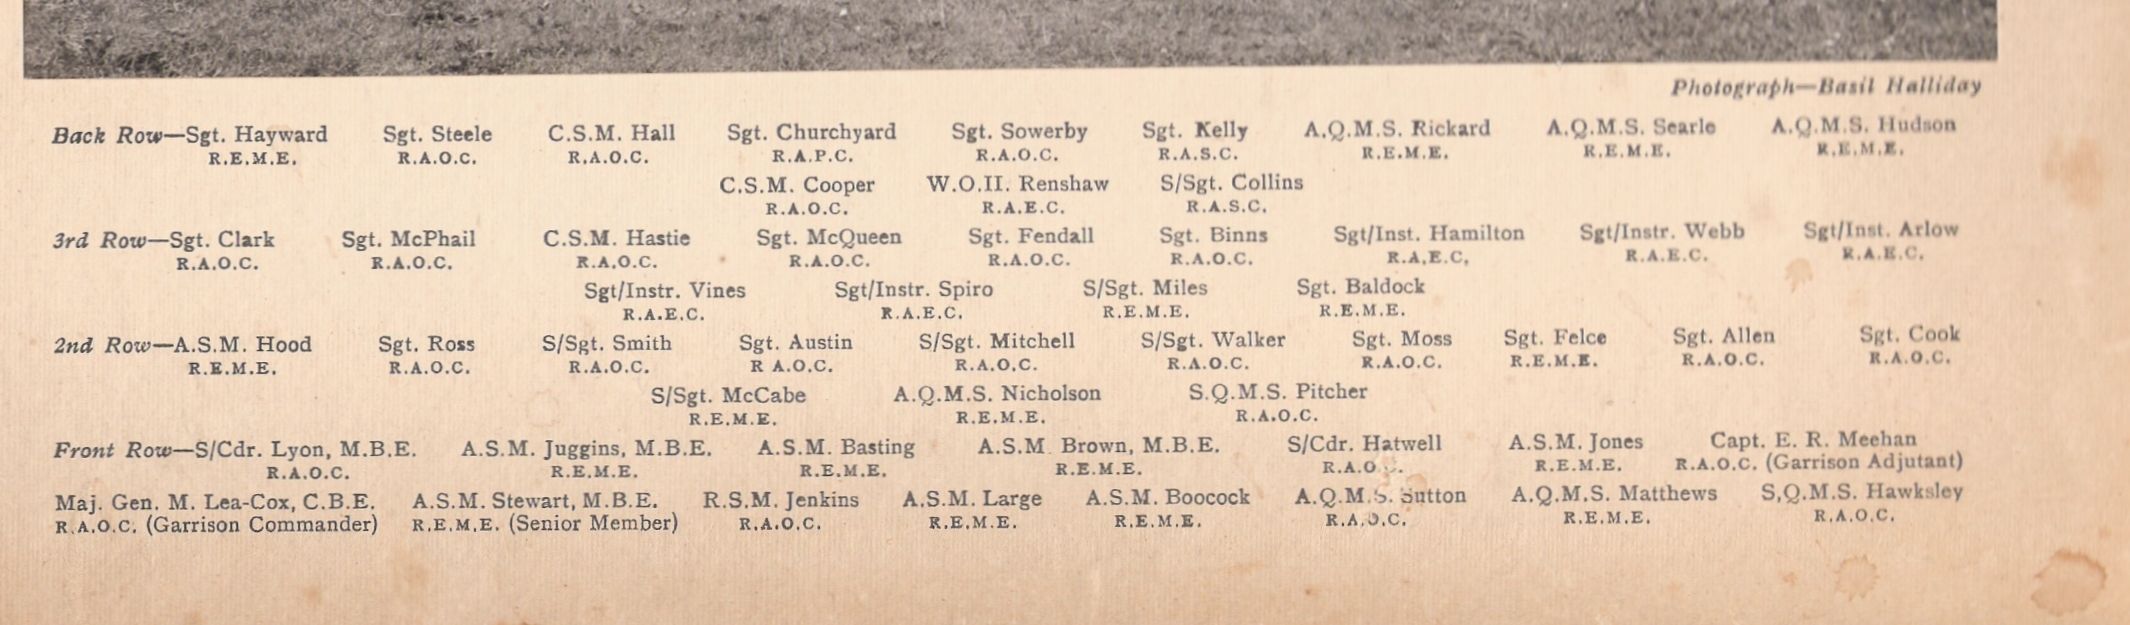 Photograph—Basil Halliday
Back Row—Sgt. Hayward Sgt. Steele C.S.M. Hall Sgt. Churchyard Sgt. Sowerby Sgt. Kelly A.Q.M.S. Rickard A.Q.M.S. Searle A.Q.M.S. Hudson
R.E.M.E. R.A.O.C. R.A.O.C. R.A.P.C. R.A.O.C. R.A.S.C. R.E.M.E. R.E.M.E. R.E.M.E.
C.S.M. Cooper W.O.II. Renshaw S/Sgt. Collins
R.A.O.C. R.A.E.C. R.A.S.C.
3rd Row—Sgt. Clark Sgt. McPhail C.S.M. Hastie Sgt. McQueen Sgt. Fendall Sgt. Binns Sgt/Inst. Hamilton Sgt/Instr. Webb Sgt/Inst. Arlow
R.A.O.C. R.A.O.C. R.A.O.C. R.A.O.C. R.A.O.C. R.A.O.C. R.A.E.C, R.A.E.C. R.A.E.C.
Sgt/Instr. Vines Sgt/Instr. Spiro S/Sgt. Miles Sgt. Baldock
R.A.E.C. R.A.E.C. R.E.M.E. R.E.M.E.
2nd Row—A.S.M. Hood Sgt. Ross S/Sgt. Smith Sgt. Austin S/Sgt. Mitchell S/Sgt. Walker Sgt. Moss Sgt. Felce Sgt. Allen Sgt. Cook
R.E.M.E. R.A.O.C. R.A.O.C. R A.O.C. R.A.O.C. R.A.O.C. R.A.O.C. R.E.M.E. R.A.O.C. R.A.O.C.
S/Sgt. McCabe A.Q.M.S. Nicholson S.Q.M.S. Pitcher
R.E.M.E. R.E.M.E. R.A.O.C.
Front Row—S/Cdr. Lyon, M.B.E. A.S.M. Juggins, M.B.E. A.S.M. Basting A.S.M. Brown, M.B.E. S/Cdr. Hatwell A.S.M. Jones Capt. E. R. Meehan
R.A.O.C. R.E.M.E. R.E.M.E. R.E.M.E. R.A.O.C. R.E.M.E. R.A.O.C. (Garrison Adjutant)
Maj. Gen. M. Lea-Cox, C.B.E. A.S.M. Stewart, M.B.E. R.S.M. Jenkins A.S.M. Large A.S.M. Boocock A.Q.M.S. Sutton A.Q.M.S. Matthews S,Q.M.S. Hawksley
R.A.O.C. (Garrison Commander) R.E.M.E. (Senior Member) R.A.O.C. R.E.M.E. R.E.M.E. R.A.O.C. R.E.M.E. R.A.O.C.